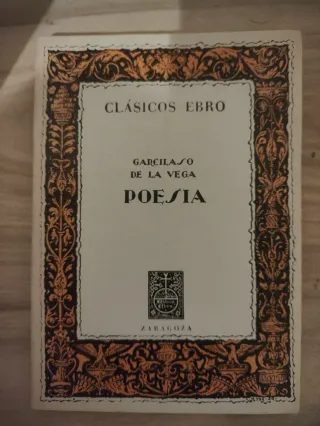 CLÁSICOS EBRO
GARCILASO
DE LA VEGA
POESIA
ZARAGOZA